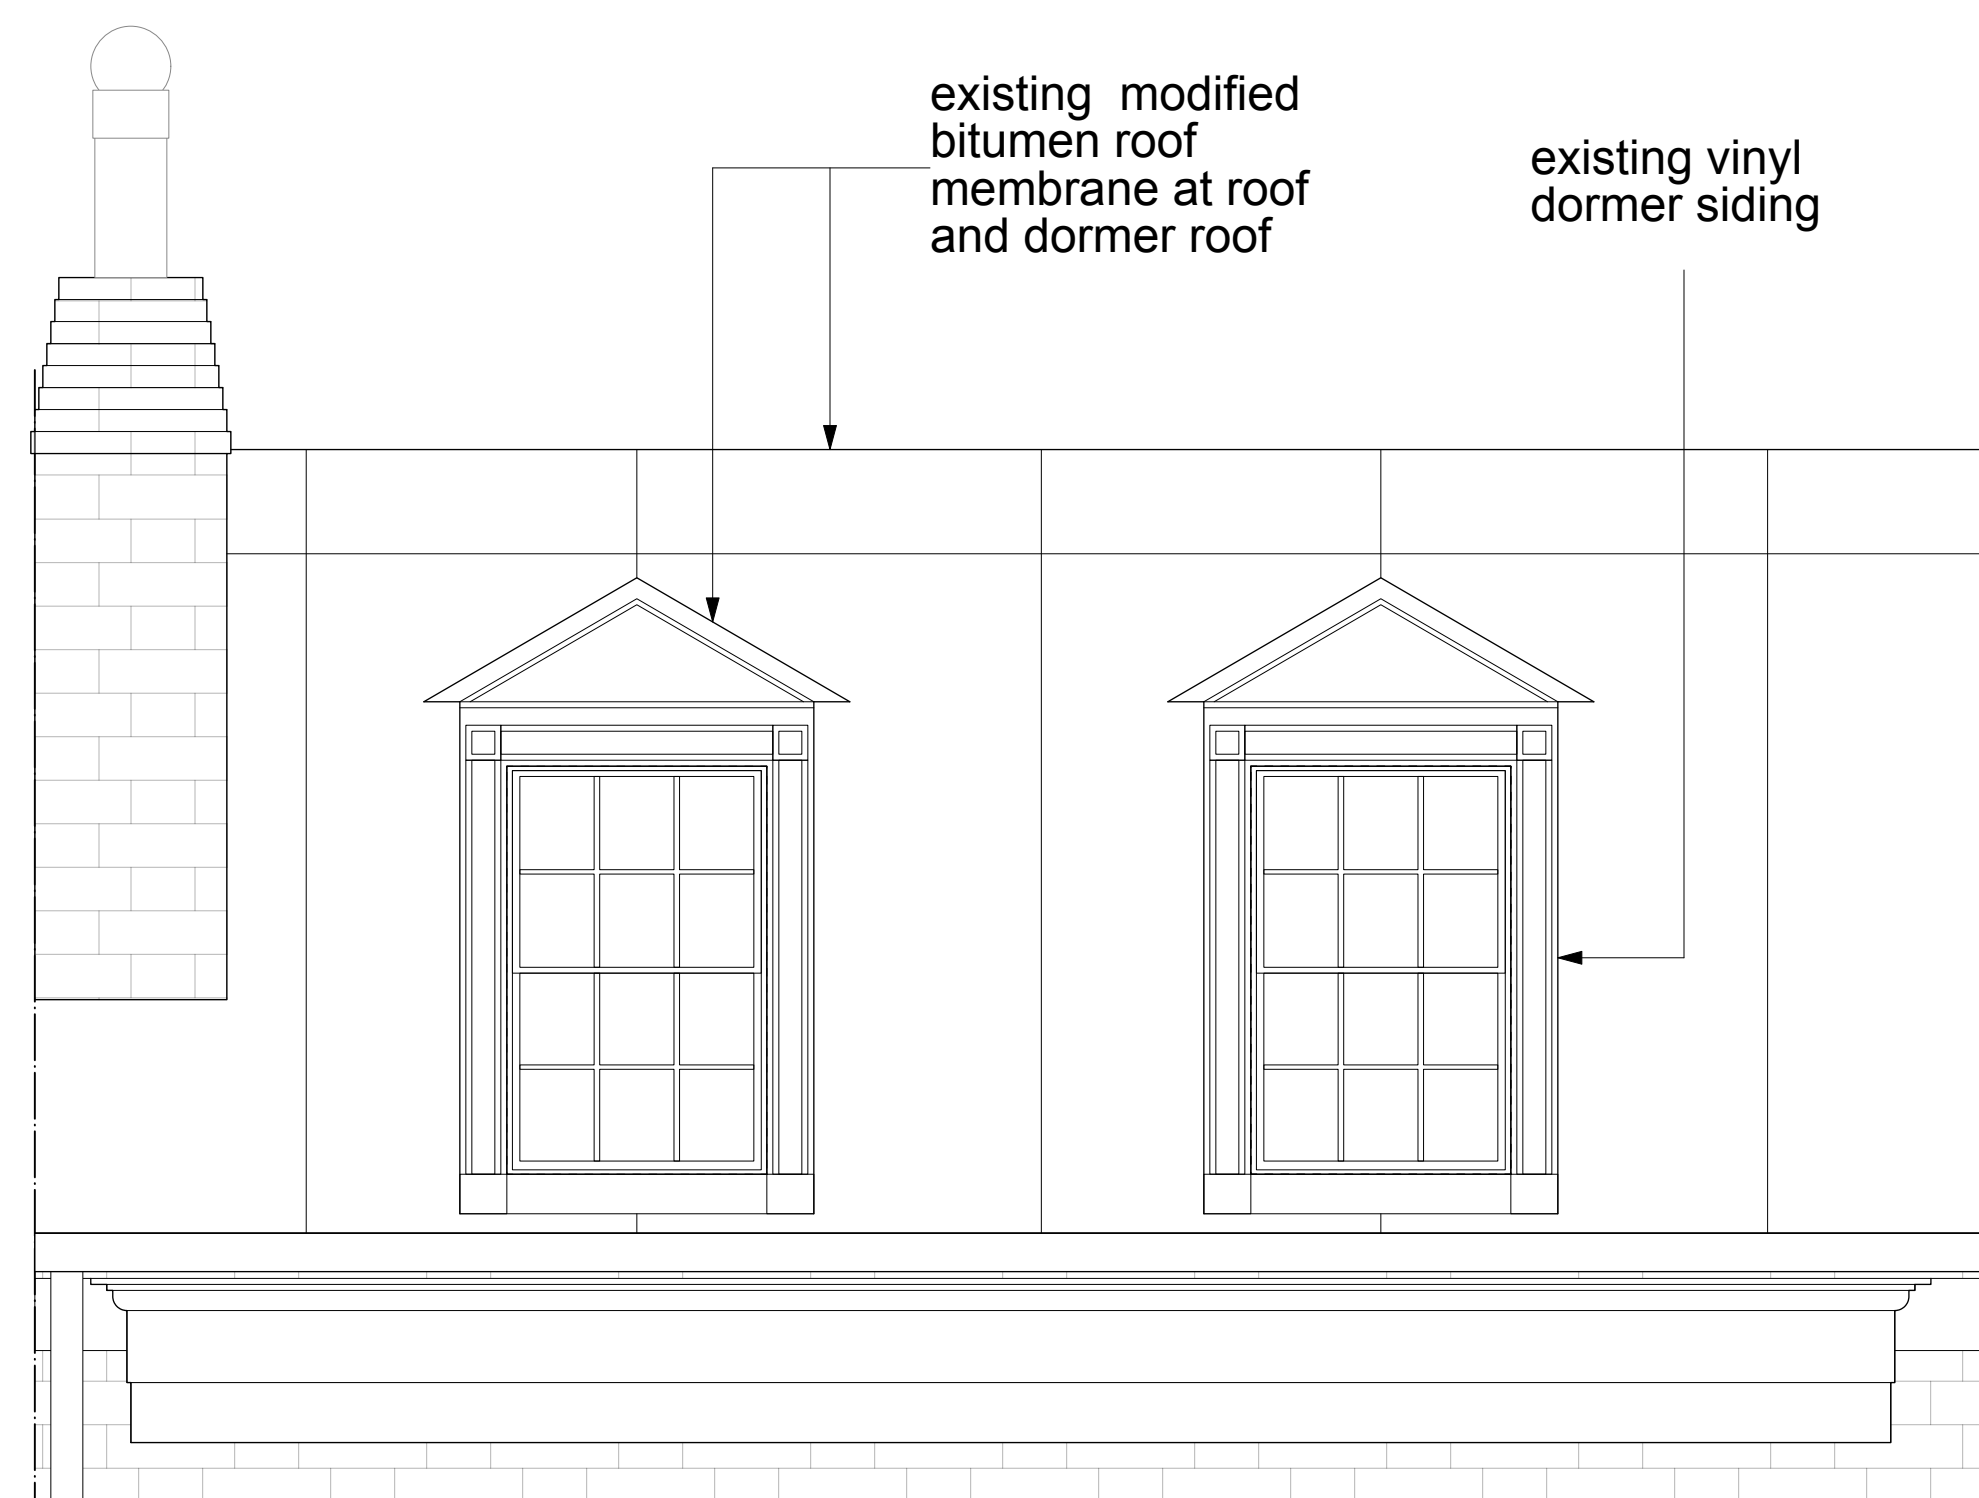 existing modified
bitumen roof
membrane at roof
and dormer roof
existing vinyl
dormer siding